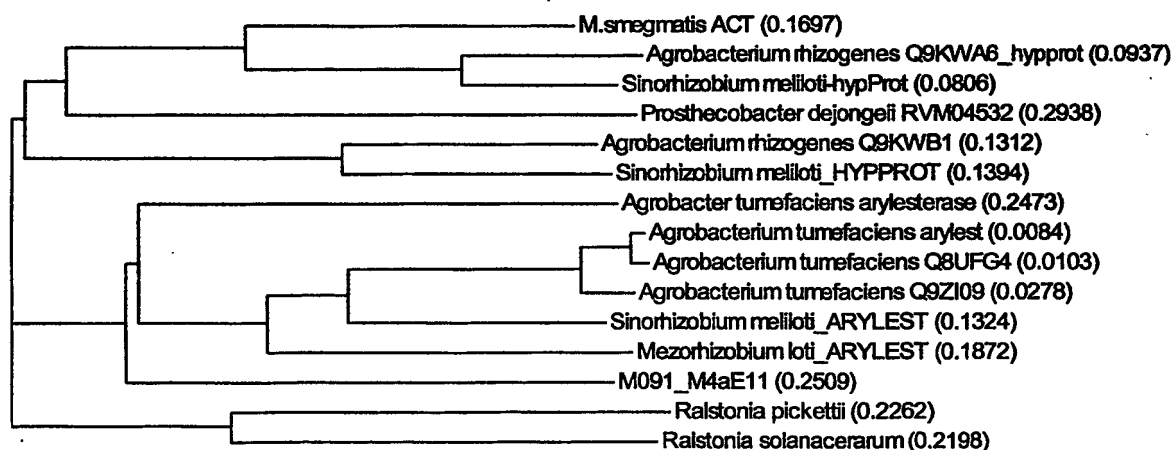 M.smegmatis ACT (0.1697)
Agrobacterium rhizogenes Q9KWA6_hypprot (0.0937)
Sinorhizobium meliloti-hypProt (0.0806)
Prosthecobacter dejongeii RVM04532 (0.2938)
Agrobacterium rhizogenes Q9KWB1 (0.1312)
Sinorhizobium meliloti_HYPPROT (0.1394)
Agrobacter tumefaciens arylesterase (0.2473)
Agrobacterium tumefaciens arylest (0.0084)
Agrobacterium tumefaciens Q8UFG4 (0.0103)
Agrobacterium tumefaciens Q9ZI09 (0.0278)
Sinorhizobium meliloti_ARYLEST (0.1324)
Mezorhizobium loti_ARYLEST (0.1872)
M091_M4aE11 (0.2509)
Ralstonia pickettii (0.2262)
Ralstonia solanacerarum (0.2198)